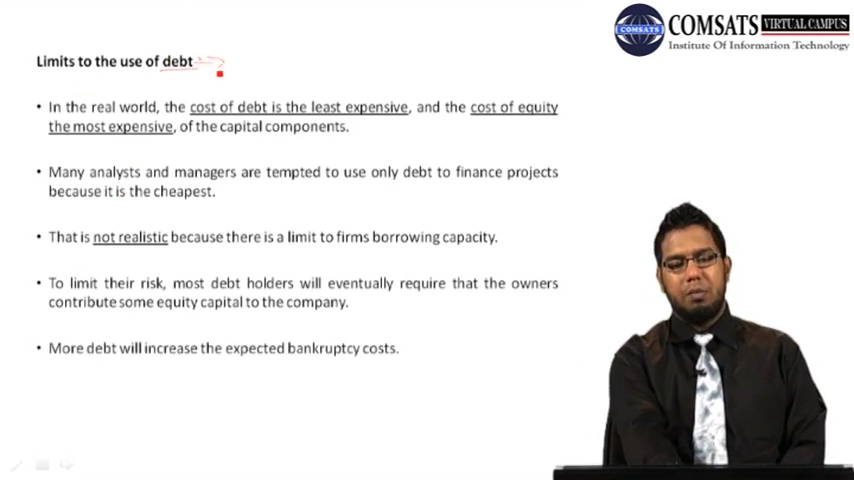 COMSATS VIRTUAL CAMPUS
COMSATS
Institute Of Information Technology
Limits to the use of debt
• In the real world, the cost of debt is the least expensive, and the cost of equity
the most expensive, of the capital components.
• Many analysts and managers are tempted to use only debt to finance projects
because it is the cheapest.
• That is not realistic because there is a limit to firms borrowing capacity.
• To limit their risk, most debt holders will eventually require that the owners
contribute some equity capital to the company.
• More debt will increase the expected bankruptcy costs.